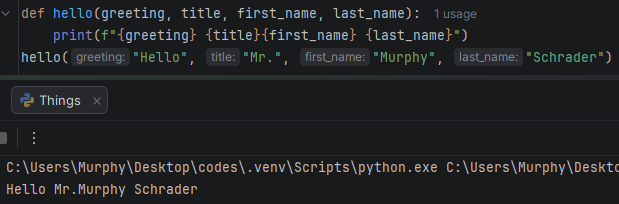 def hello(greeting, title, first_name, last_name): 1 usage
print(f"{greeting} {title}{first_name} {last_name}")
hello( greeting: "Hello", title: "Mr.", first_name: "Murphy", last_name: "Schrader")
Things ×
C:\Users\Murphy\Desktop\codes\.venv\Scripts\python.exe C:\Users\Murphy\Deskto
Hello Mr.Murphy Schrader